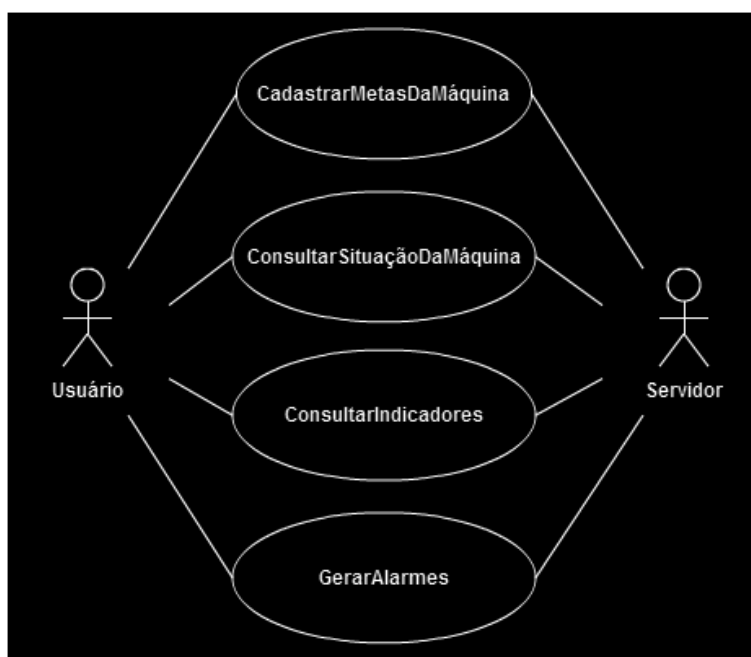 CadastrarMetasDaMáquina
ConsultarSituaçãoDaMáquina
Usuário
Servidor
ConsultarIndicadores
GerarAlarmes